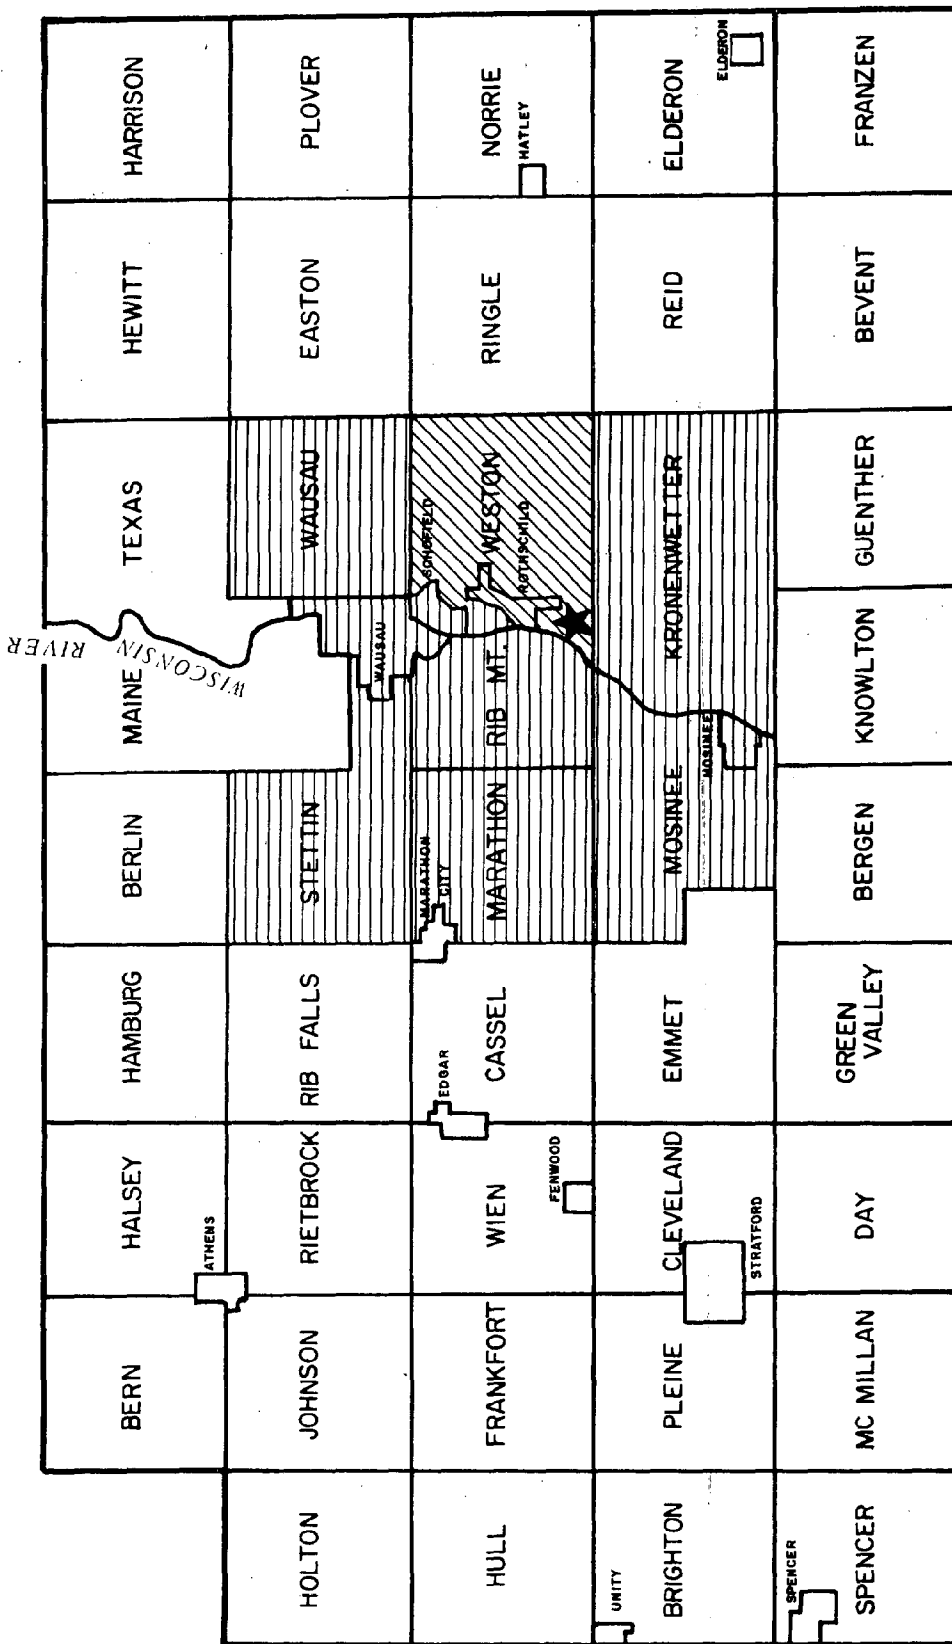 BERN
HALSEY
HAMBURG
BERLIN
MAINE
TEXAS
HEWITT
HARRISON
WISCONSIN
RIVER
ATHENS
HOLTON
JOHNSON
RIETBROCK
RIB FALLS
STETTIN
WAUSAU
WAUSAU
EASTON
PLOVER
HULL
FRANKFORT
WIEN
FENWOOD
EDGAR
CASSEL
MARATHON
CITY
MARATHON
RIB MT.
SCHOFIELD
WESTON
ROTHSCHILD
RINGLE
NORRIE
HATLEY
UNITY
BRIGHTON
PLEINE
CLEVELAND
STRATFORD
EMMET
MOSINEE
MOSINEE
KRONENWETTER
REID
ELDERON
ELDERON
SPENCER
SPENCER
MC MILLAN
DAY
GREEN
VALLEY
BERGEN
KNOWLTON
GUENTHER
BEVENT
FRANZEN